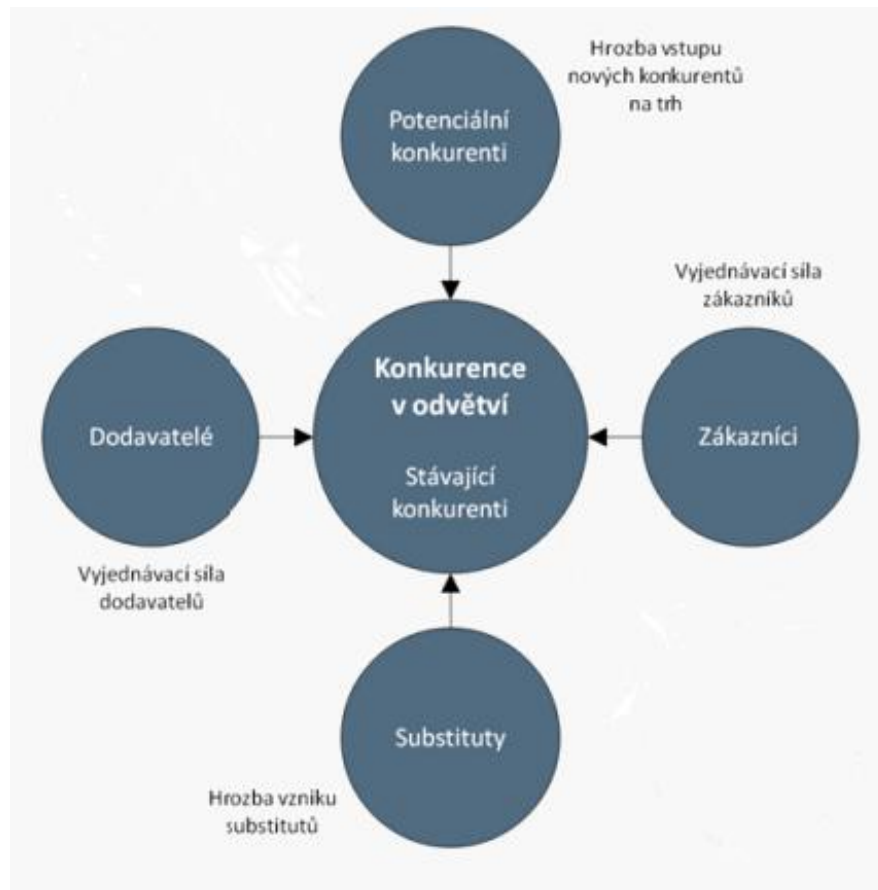 Hrozba vstupu
nových konkurentů
na trh
Potenciální
konkurenti
Vyjednávací síla
zákazníků
Konkurence
v odvětví
Stávající
konkurenti
Dodavatelé
Zákazníci
Vyjednávací síla
dodavatelů
Substituty
Hrozba vzniku
substitutů